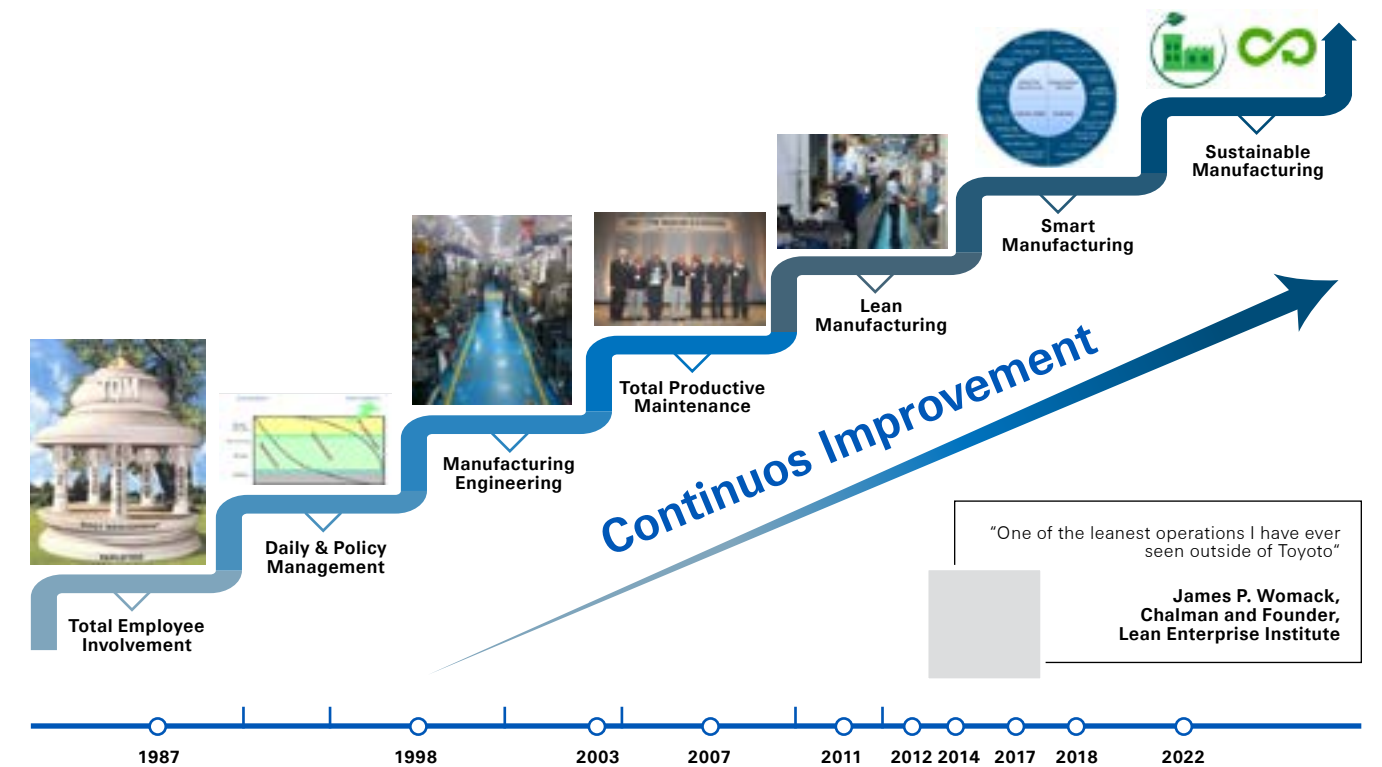 TQM
Sustainable
Manufacturing
Smart
Manufacturing
Lean
Manufacturing
Total Productive
Maintenance
Manufacturing
Engineering
Daily & Policy
Management
Total Employee
Involvement
Continuos Improvement
“One of the leanest operations I have ever
seen outside of Toyoto“
James P. Womack,
Chalman and Founder,
Lean Enterprise Institute
1987
1998
2003
2007
2011
2012
2014
2017
2018
2022